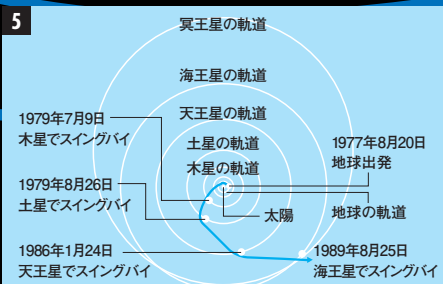 5
冥王星の軌道
海王星の軌道
天王星の軌道
土星の軌道
木星の軌道
1979年7月9日
木星でスイングバイ
1979年8月26日
土星でスイングバイ
1986年1月24日
天王星でスイングバイ
1977年8月20日
地球出発
太陽
地球の軌道
1989年8月25日
海王星でスイングバイ